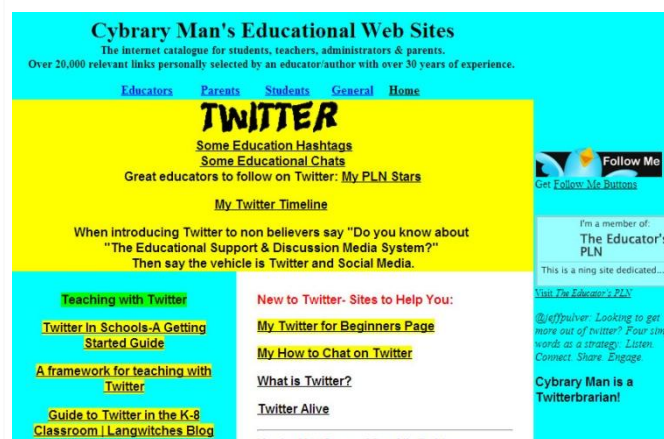 Cybrary Man's Educational Web Sites
The internet catalogue for students, teachers, administrators & parents.
Over 20,000 relevant links personally selected by an educator/author with over 30 years of experience.
Educators Parents Students General Home
TWITTER
Some Education Hashtags
Some Educational Chats
Great educators to follow on Twitter: My PLN Stars
My Twitter Timeline
When introducing Twitter to non believers say "Do you know about
"The Educational Support & Discussion Media System?"
Then say the vehicle is Twitter and Social Media.
Teaching with Twitter
Twitter In Schools-A Getting
Started Guide
A framework for teaching with
Twitter
Guide to Twitter in the K-8
Classroom | Langwitches Blog
New to Twitter- Sites to Help You:
My Twitter for Beginners Page
My How to Chat on Twitter
What is Twitter?
Twitter Alive
Follow Me
Get Follow Me Buttons
I'm a member of:
The Educator's
PLN
This is a ning site dedicated...
Visit The Educator's PLN
@jeffpulver: Looking to get
more out of twitter? Four
words as a strategy: Listen.
Connect. Share. Engage.
Cybrary Man is a
Twitterbrarian!